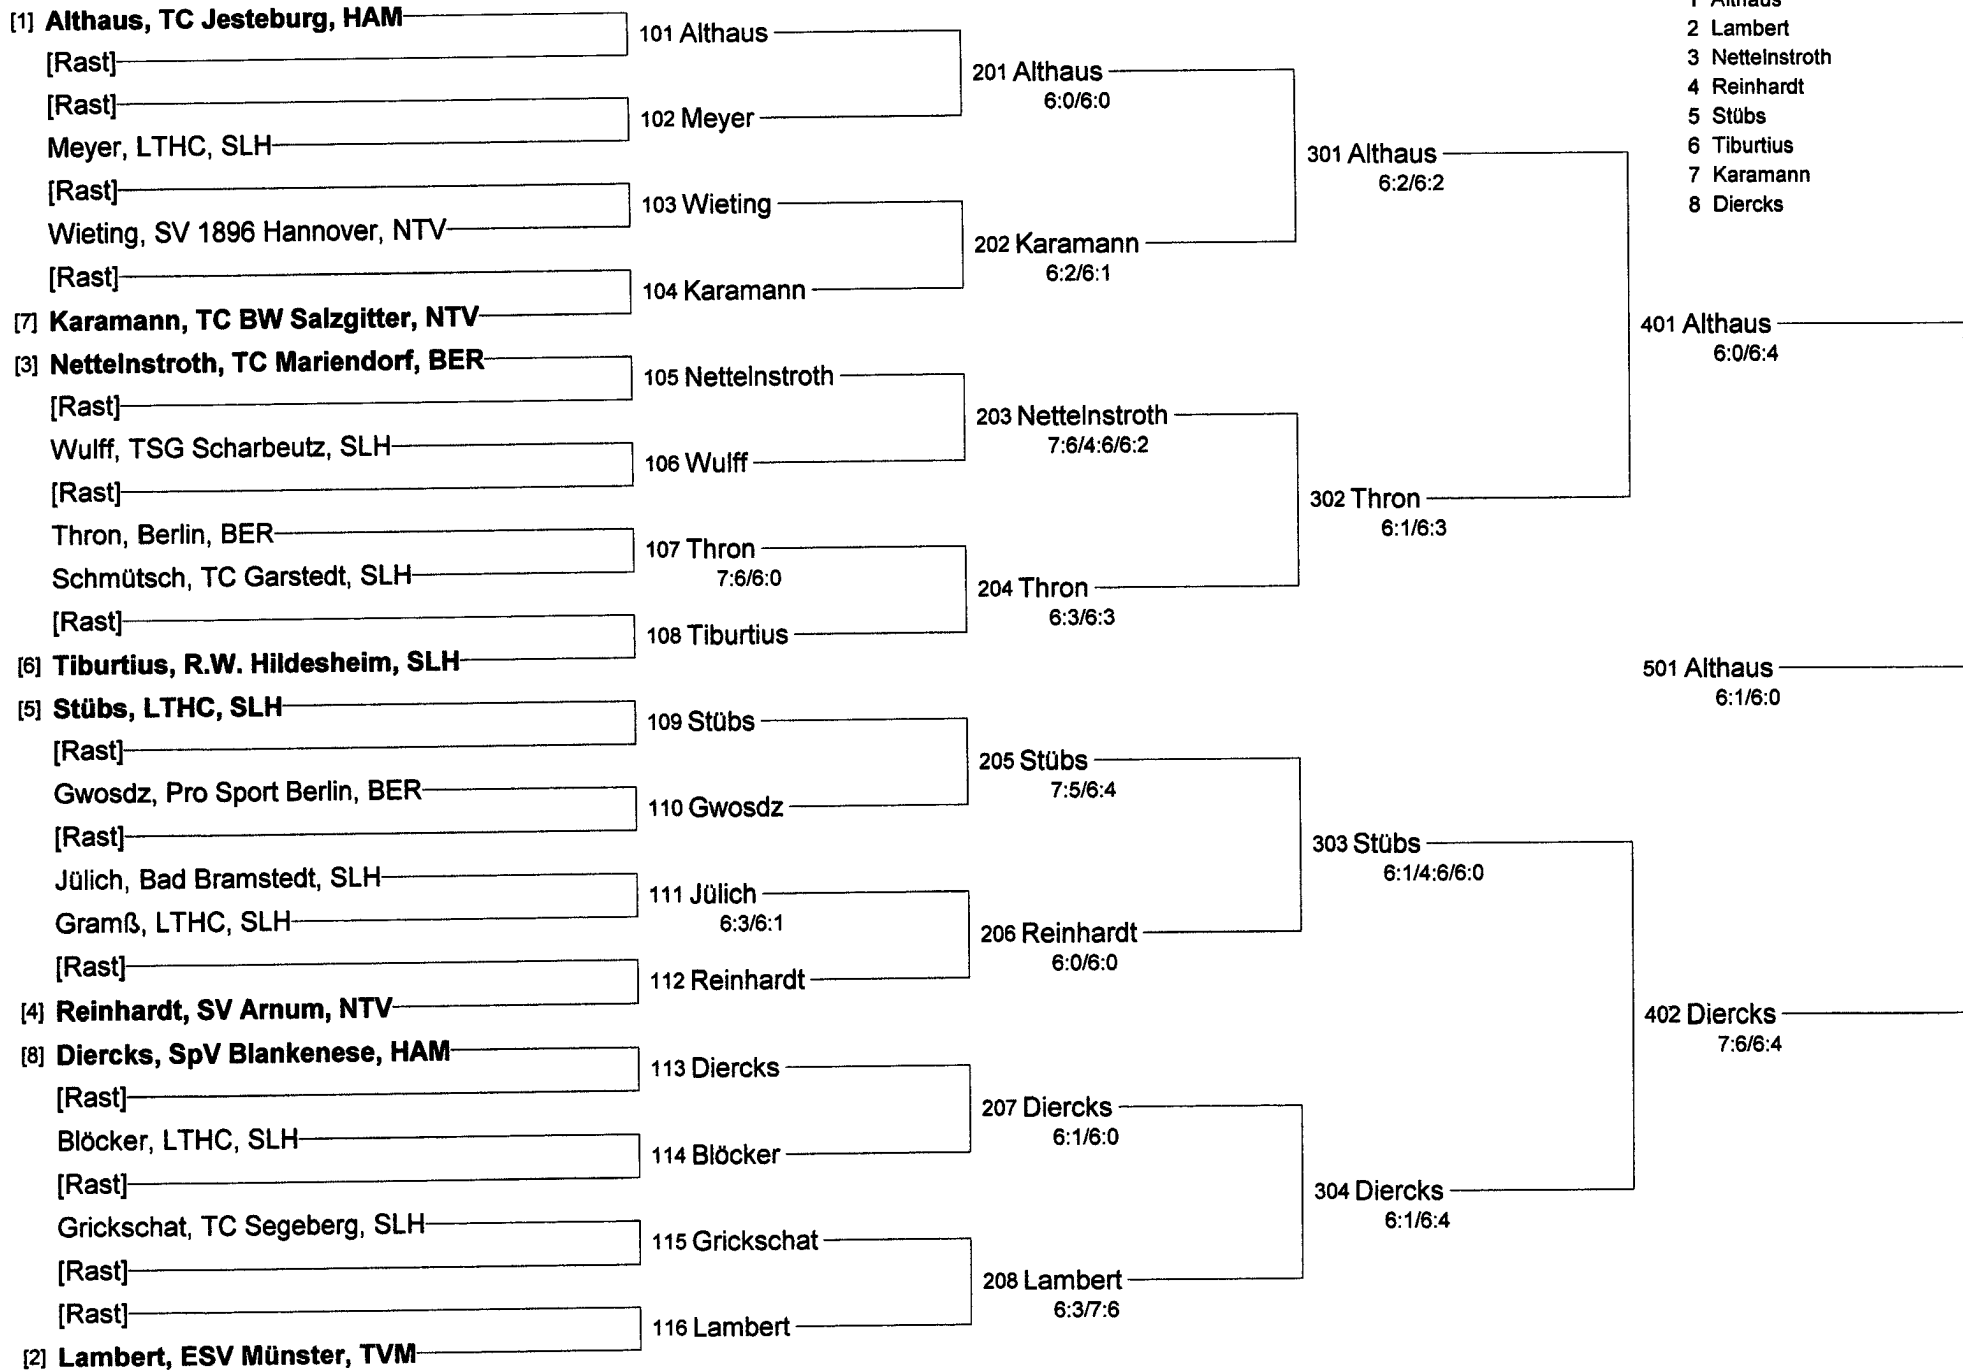 [1] Althaus, TC Jesteburg, HAM
[Rast]
[Rast]
Meyer, LTHC, SLH
[Rast]
Wieting, SV 1896 Hannover, NTV
[Rast]
[7] Karamann, TC BW Salzgitter, NTV
[3] Nettelnstroth, TC Mariendorf, BER
[Rast]
Wulff, TSG Scharbeutz, SLH
[Rast]
Thron, Berlin, BER
Schmütsch, TC Garstedt, SLH
[Rast]
[6] Tiburtius, R.W. Hildesheim, SLH
[5] Stübs, LTHC, SLH
[Rast]
Gwosdz, Pro Sport Berlin, BER
[Rast]
Jülich, Bad Bramstedt, SLH
Gramß, LTHC, SLH
[Rast]
[4] Reinhardt, SV Arnum, NTV
[8] Diercks, SpV Blankenese, HAM
[Rast]
Blöcker, LTHC, SLH
[Rast]
Grickschat, TC Segeberg, SLH
[Rast]
[Rast]
[2] Lambert, ESV Münster, TVM
101 Althaus
102 Meyer
103 Wieting
104 Karamann
105 Nettelnstroth
106 Wulff
107 Thron
7:6/6:0
108 Tiburtius
109 Stübs
110 Gwosdz
111 Jülich
6:3/6:1
112 Reinhardt
113 Diercks
114 Blöcker
115 Grickschat
116 Lambert
201 Althaus
6:0/6:0
202 Karamann
6:2/6:1
203 Nettelnstroth
7:6/4:6/6:2
204 Thron
6:3/6:3
205 Stübs
7:5/6:4
206 Reinhardt
6:0/6:0
207 Diercks
6:1/6:0
208 Lambert
6:3/7:6
301 Althaus
6:2/6:2
302 Thron
6:1/6:3
303 Stübs
6:1/4:6/6:0
304 Diercks
6:1/6:4
1 Althaus
2 Lambert
3 Nettelnstroth
4 Reinhardt
5 Stübs
6 Tiburtius
7 Karamann
8 Diercks
401 Althaus
6:0/6:4
501 Althaus
6:1/6:0
402 Diercks
7:6/6:4